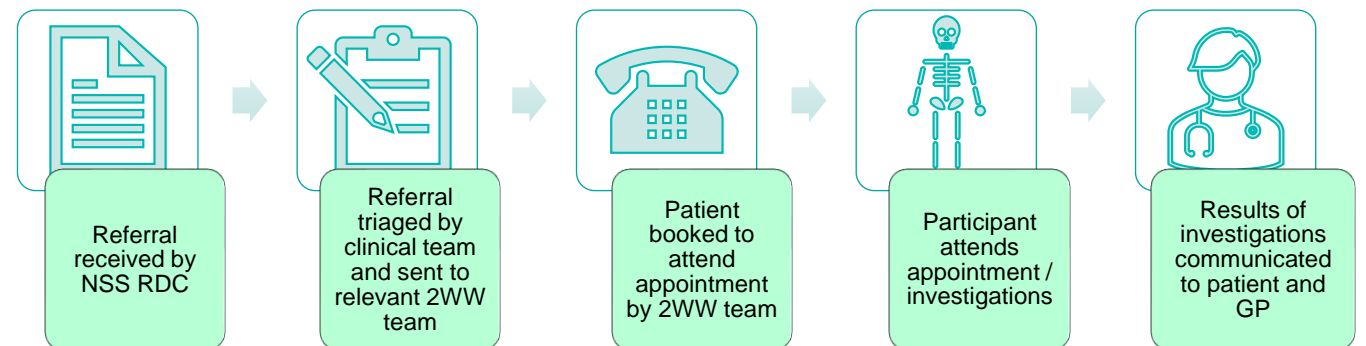 Referral
received by
NSS RDC
Referral
triaged by
clinical team
and sent to
relevant 2WW
team
Patient
booked to
attend
appointment
by 2WW team
Participant
attends
appointment /
investigations
Results of
investigations
communicated
to patient and
GP